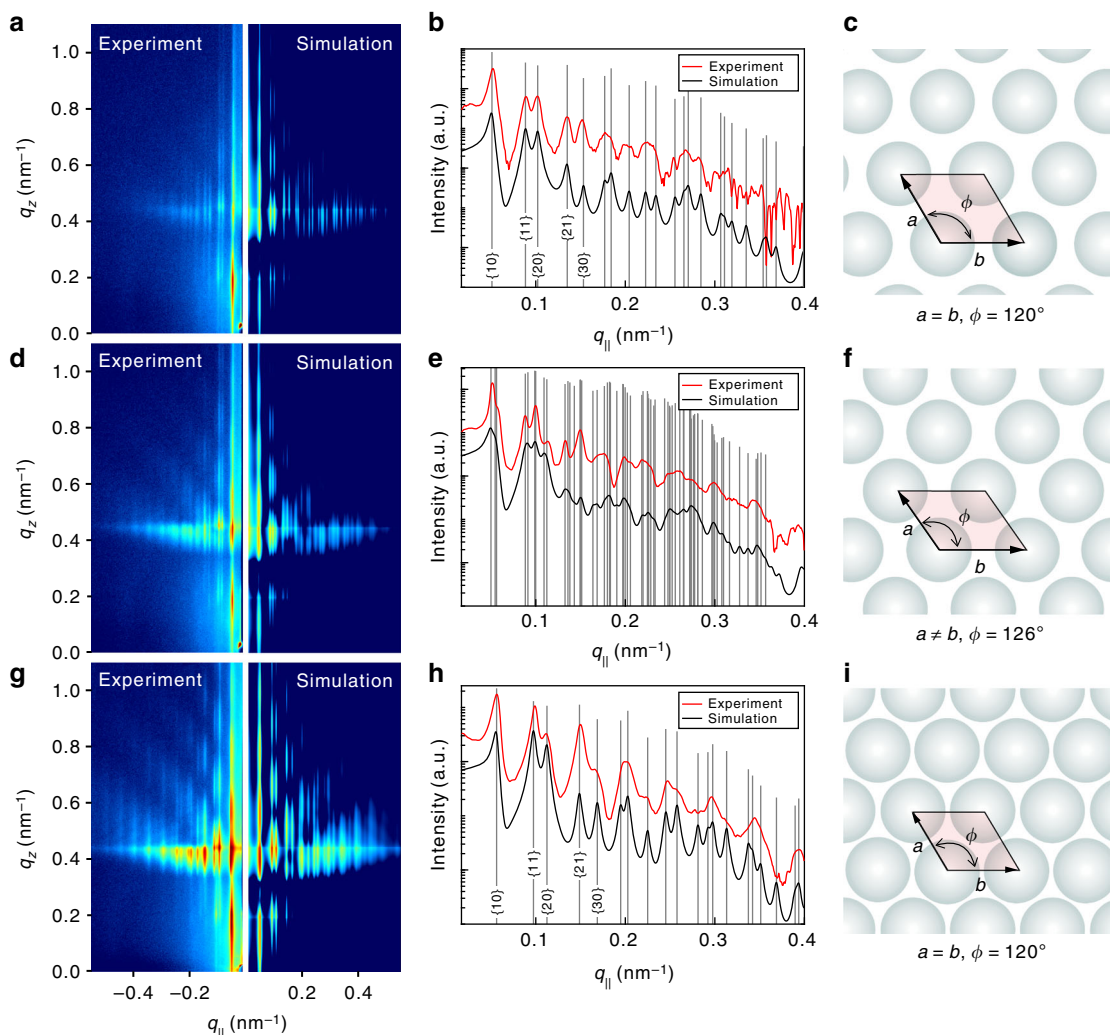 a
Experiment
Simulation
1.0
0.8
0.6
0.4
0.2
0.0
q_z (nm⁻¹)
b
Experiment
Simulation
Intensity (a.u.)
{10}
{11}
{20}
{21}
{30}
0.1
0.2
0.3
0.4
q_|| (nm⁻¹)
c
a
ϕ
b
a = b, ϕ = 120°
d
Experiment
Simulation
1.0
0.8
0.6
0.4
0.2
0.0
q_z (nm⁻¹)
e
Experiment
Simulation
Intensity (a.u.)
0.1
0.2
0.3
0.4
q_|| (nm⁻¹)
f
a
ϕ
b
a ≠ b, ϕ = 126°
g
Experiment
Simulation
1.0
0.8
0.6
0.4
0.2
0.0
q_z (nm⁻¹)
−0.4
−0.2
0.2
0.4
q_|| (nm⁻¹)
h
Experiment
Simulation
Intensity (a.u.)
{10}
{11}
{20}
{21}
{30}
0.1
0.2
0.3
0.4
q_|| (nm⁻¹)
i
a
ϕ
b
a = b, ϕ = 120°